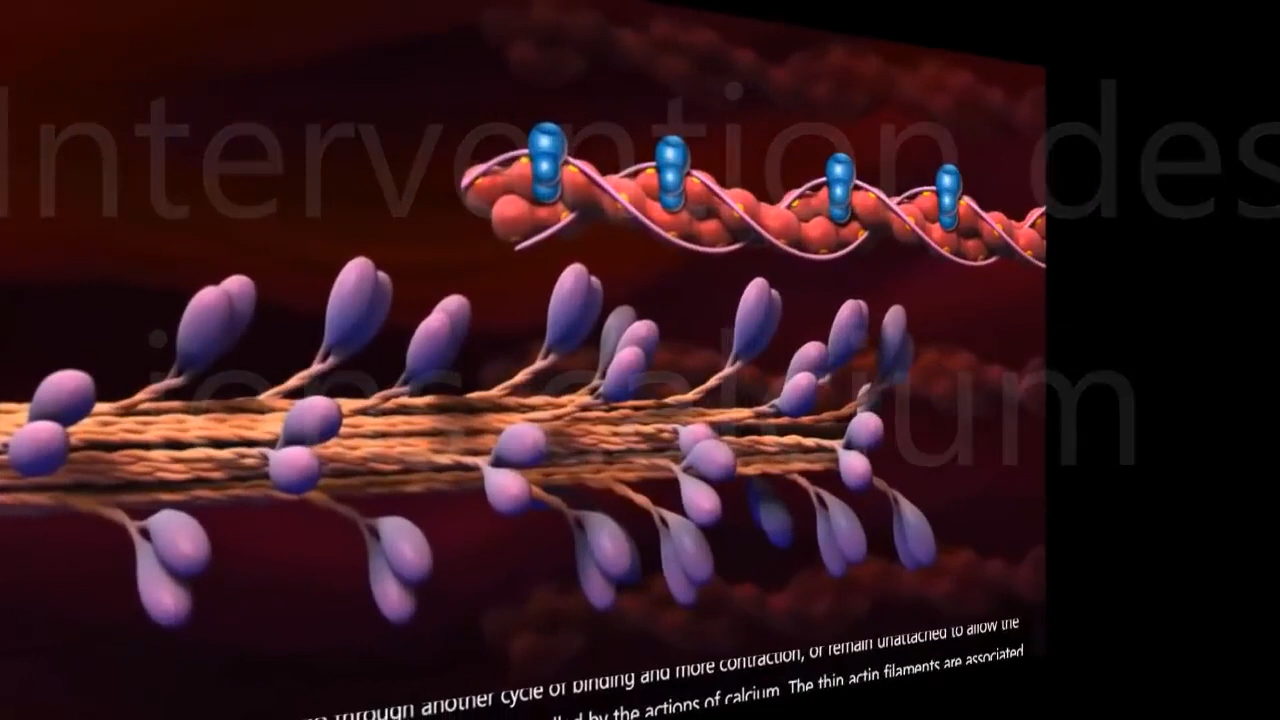 Intervention des
ions calcium
through another cycle of binding and more contraction, or remain unattached to allow the
by the actions of calcium. The thin actin filaments are associated